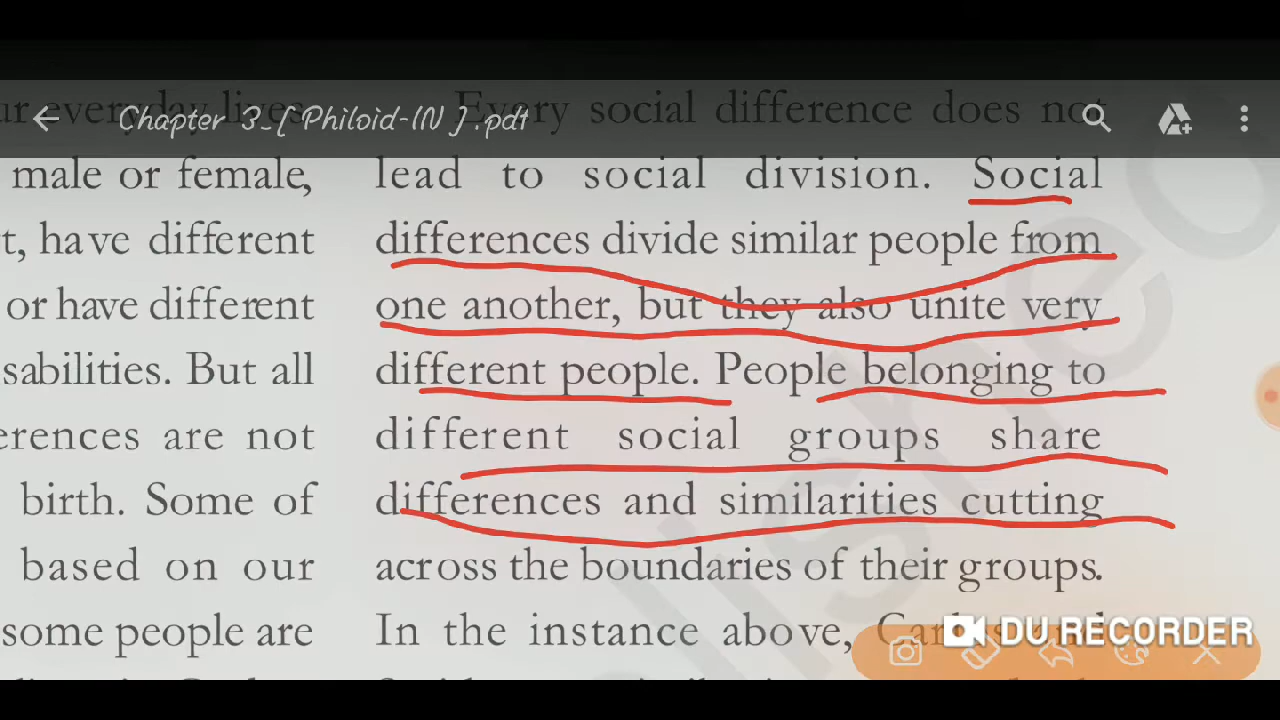 Chapter 3_[Philoid-IN].pdf
ur everyday lives
male or female,
t, have different
or have different
sabilities. But all
erences are not
birth. Some of
based on our
some people are
Every social difference does not
lead to social division. Social
differences divide similar people from
one another, but they also unite very
different people. People belonging to
different social groups share
differences and similarities cutting
across the boundaries of their groups.
In the instance above,
DU RECORDER